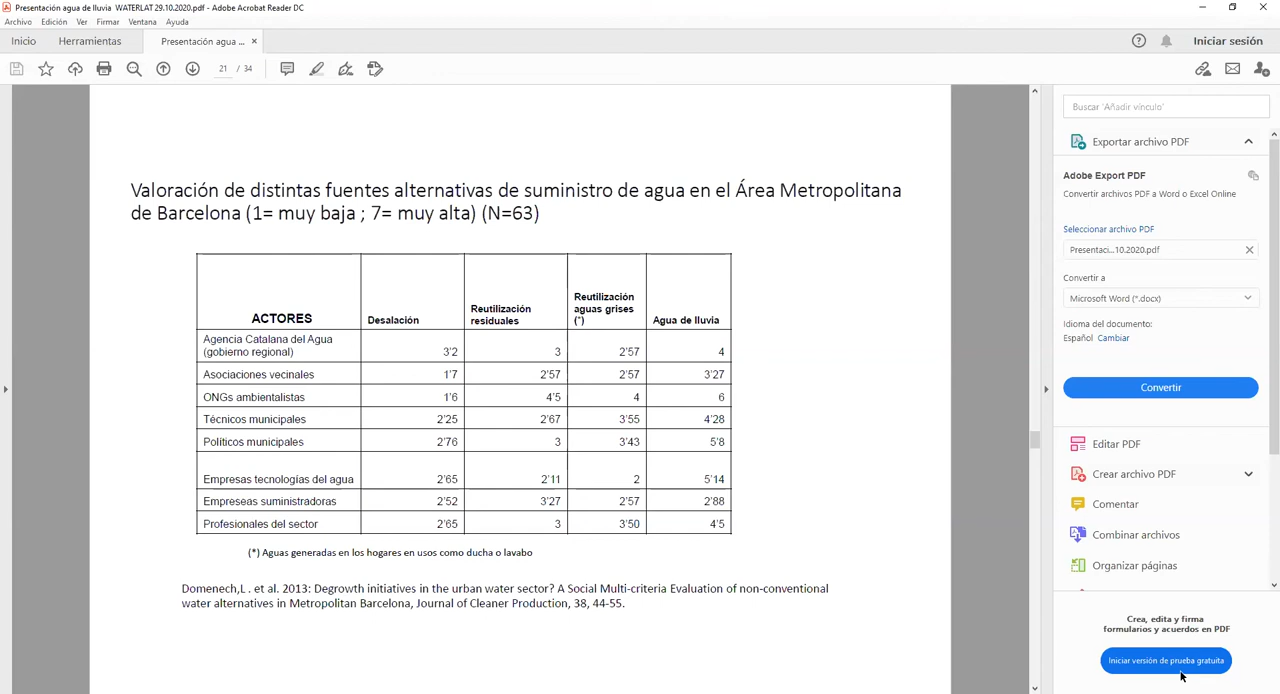 Presentación agua de lluvia WATERLAT 29.10.2020.pdf - Adobe Acrobat Reader DC
Archivo Edición Ver Firmar Ventana Ayuda
Inicio Herramientas Presentación agua ... ×
Iniciar sesión
21 / 34
Valoración de distintas fuentes alternativas de suministro de agua en el Área Metropolitana
de Barcelona (1= muy baja ; 7= muy alta) (N=63)
ACTORES Desalación Reutilización residuales Reutilización aguas grises (*) Agua de lluvia
Agencia Catalana del Agua
(gobierno regional) 3'2 3 2'57 4
Asociaciones vecinales 1'7 2'57 2'57 3'27
ONGs ambientalistas 1'6 4'5 4 6
Técnicos municipales 2'25 2'67 3'55 4'28
Políticos municipales 2'76 3 3'43 5'8
Empresas tecnologías del agua 2'65 2'11 2 5'14
Empreseas suministradoras 2'52 3'27 2'57 2'88
Profesionales del sector 2'65 3 3'50 4'5
(*) Aguas generadas en los hogares en usos como ducha o lavabo
Domenech,L . et al. 2013: Degrowth initiatives in the urban water sector? A Social Multi-criteria Evaluation of non-conventional
water alternatives in Metropolitan Barcelona, Journal of Cleaner Production, 38, 44-55.
Buscar 'Añadir vínculo'
Exportar archivo PDF
Adobe Export PDF
Convertir archivos PDF a Word o Excel Online
Seleccionar archivo PDF
Presentaci...10.2020.pdf
Convertir a
Microsoft Word (*.docx)
Idioma del documento:
Español Cambiar
Convertir
Editar PDF
Crear archivo PDF
Comentar
Combinar archivos
Organizar páginas
Crea, edita y firma
formularios y acuerdos en PDF
Iniciar versión de prueba gratuita